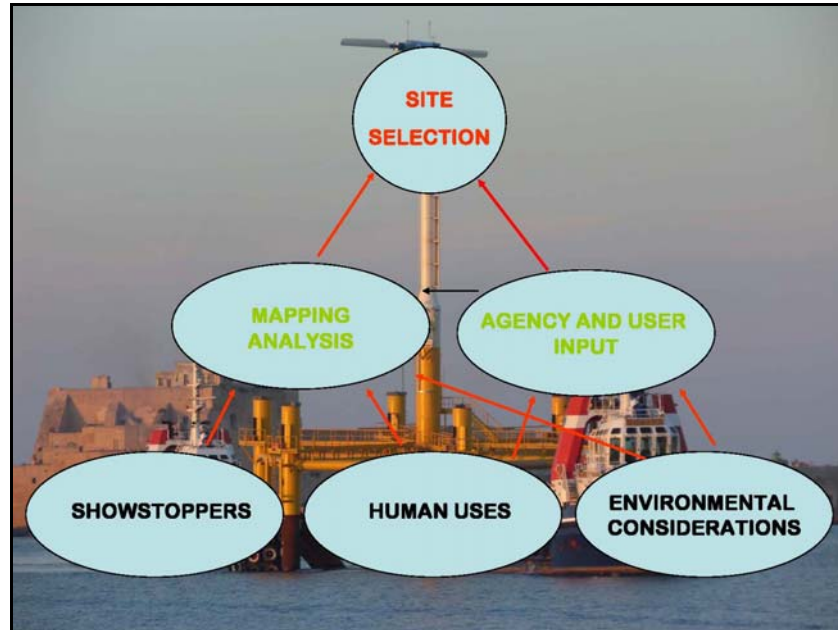 SITE
SELECTION
MAPPING
ANALYSIS
AGENCY AND USER
INPUT
SHOWSTOPPERS
HUMAN USES
ENVIRONMENTAL
CONSIDERATIONS